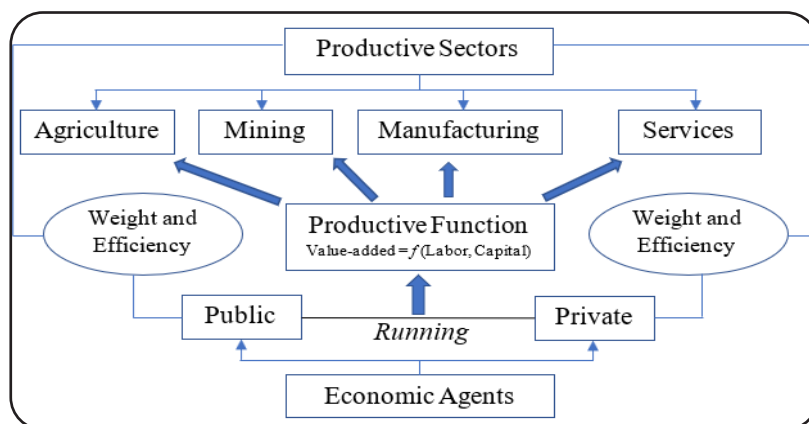 Productive Sectors
Agriculture
Mining
Manufacturing
Services
Weight and
Efficiency
Productive Function
Value-added = f (Labor, Capital)
Weight and
Efficiency
Public
Running
Private
Economic Agents